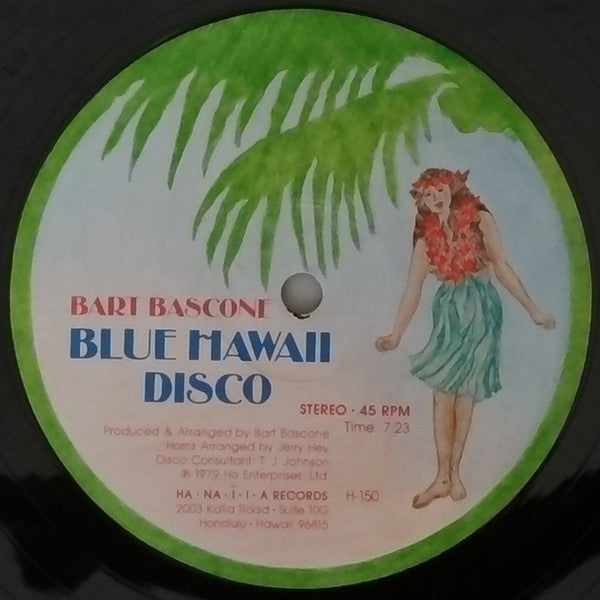 BART BASCONE
BLUE HAWAII
DISCO
STEREO · 45 RPM
Time: 7:23
Produced & Arranged by Bart Bascone
Horns Arranged by Jerry Hey
Disco Consultant: T. J. Johnson
℗ 1979 Ho Enterprises, Ltd.
HA · NA · Ī · I · A RECORDS H-150
2003 Kalia Road · Suite 10G
Honolulu · Hawaii 96815